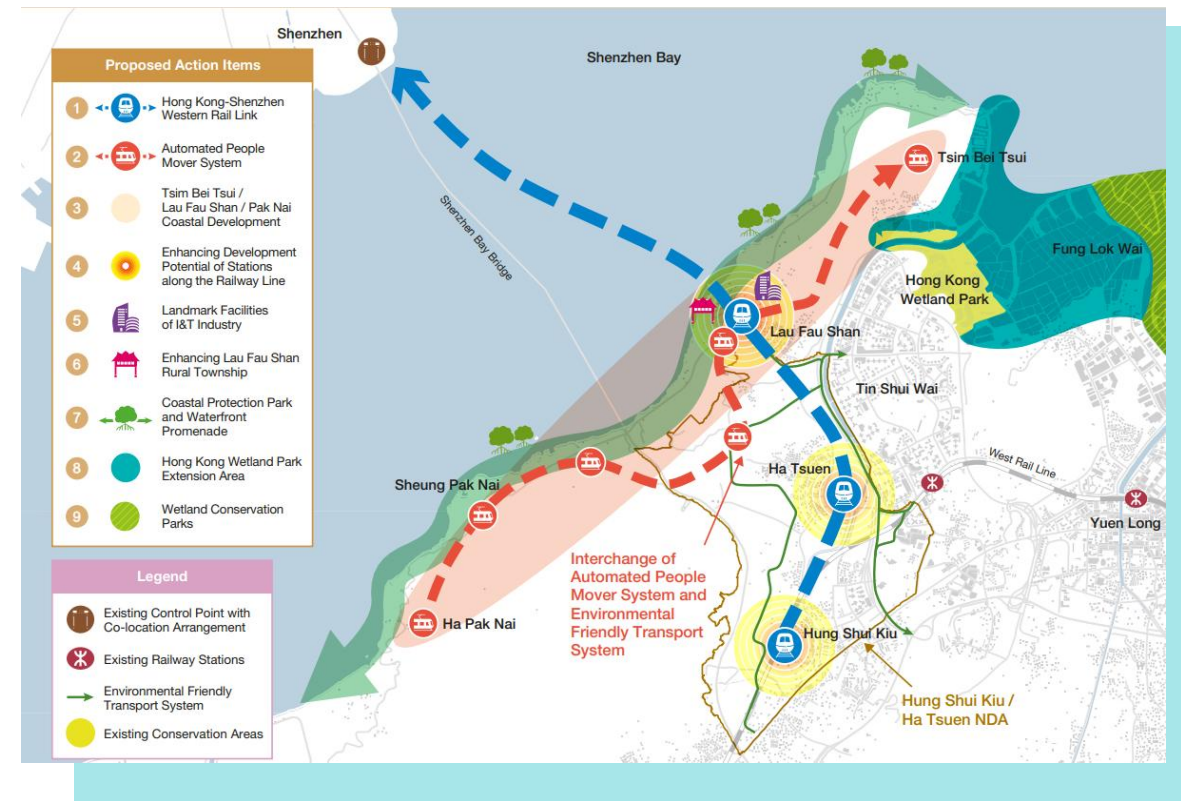 Shenzhen
Shenzhen Bay
Proposed Action Items
1
Hong Kong-Shenzhen
Western Rail Link
2
Automated People
Mover System
3
Tsim Bei Tsui /
Lau Fau Shan / Pak Nai
Coastal Development
4
Enhancing Development
Potential of Stations
along the Railway Line
5
Landmark Facilities
of I&T Industry
6
Enhancing Lau Fau Shan
Rural Township
7
Coastal Protection Park
and Waterfront
Promenade
8
Hong Kong Wetland Park
Extension Area
9
Wetland Conservation
Parks
Legend
Existing Control Point with
Co-location Arrangement
Existing Railway Stations
Environmental Friendly
Transport System
Existing Conservation Areas
Shenzhen Bay Bridge
Tsim Bei Tsui
Fung Lok Wai
Hong Kong
Wetland Park
Lau Fau Shan
Tin Shui Wai
Ha Tsuen
West Rail Line
Yuen Long
Sheung Pak Nai
Interchange of
Automated People
Mover System and
Environmental
Friendly Transport
System
Ha Pak Nai
Hung Shui Kiu
Hung Shui Kiu /
Ha Tsuen NDA